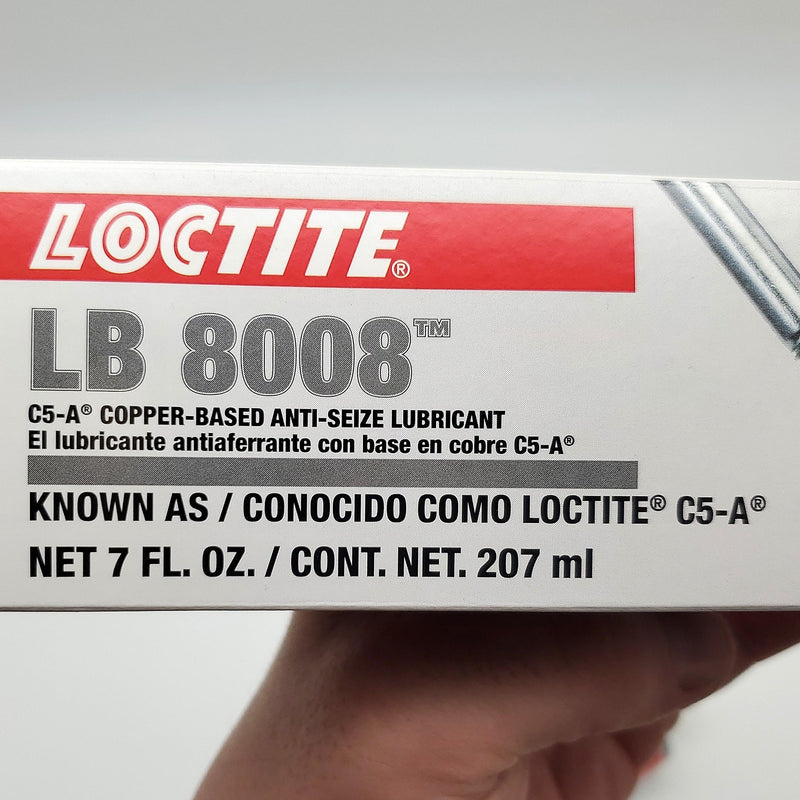 LOCTITE®
LB 8008™
C5-A® COPPER-BASED ANTI-SEIZE LUBRICANT
El lubricante antiaferrante con base en cobre C5-A®
KNOWN AS / CONOCIDO COMO LOCTITE® C5-A®
NET 7 FL. OZ. / CONT. NET. 207 ml